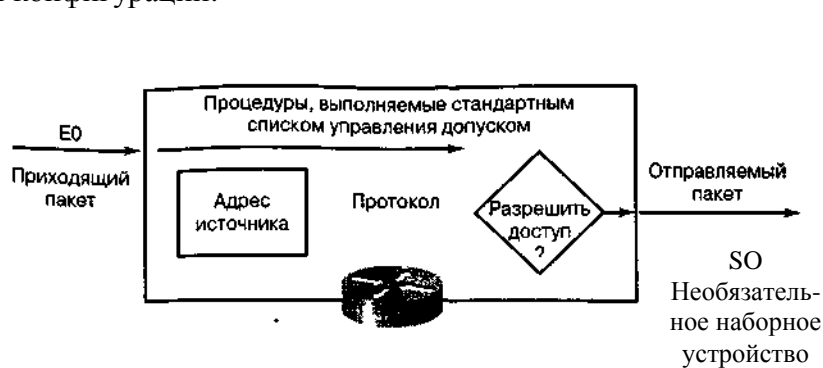 конфигурации.
Процедуры, выполняемые стандартным
списком управления допуском
E0
Приходящий
пакет
Адрес
источника
Протокол
Разрешить
доступ
?
Отправляемый
пакет
SO
Необязатель-
ное наборное
устройство